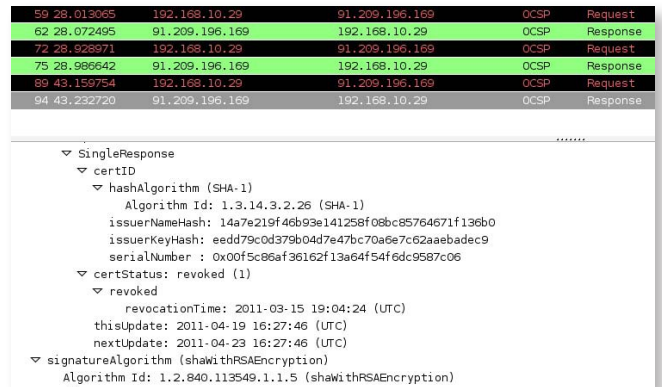 59 28.013065 192.168.10.29 91.209.196.169 OCSP Request
62 28.072495 91.209.196.169 192.168.10.29 OCSP Response
72 28.928971 192.168.10.29 91.209.196.169 OCSP Request
75 28.986642 91.209.196.169 192.168.10.29 OCSP Response
89 43.159754 192.168.10.29 91.209.196.169 OCSP Request
94 43.232720 91.209.196.169 192.168.10.29 OCSP Response
SingleResponse
certID
hashAlgorithm (SHA-1)
Algorithm Id: 1.3.14.3.2.26 (SHA-1)
issuerNameHash: 14a7e219f46b93e141258f08bc85764671f136b0
issuerKeyHash: eedd79c0d379b04d7e47bc70a6e7c62aaebadec9
serialNumber : 0x00f5c86af36162f13a64f54f6dc9587c06
certStatus: revoked (1)
revoked
revocationTime: 2011-03-15 19:04:24 (UTC)
thisUpdate: 2011-04-19 16:27:46 (UTC)
nextUpdate: 2011-04-23 16:27:46 (UTC)
signatureAlgorithm (shaWithRSAEncryption)
Algorithm Id: 1.2.840.113549.1.1.5 (shaWithRSAEncryption)